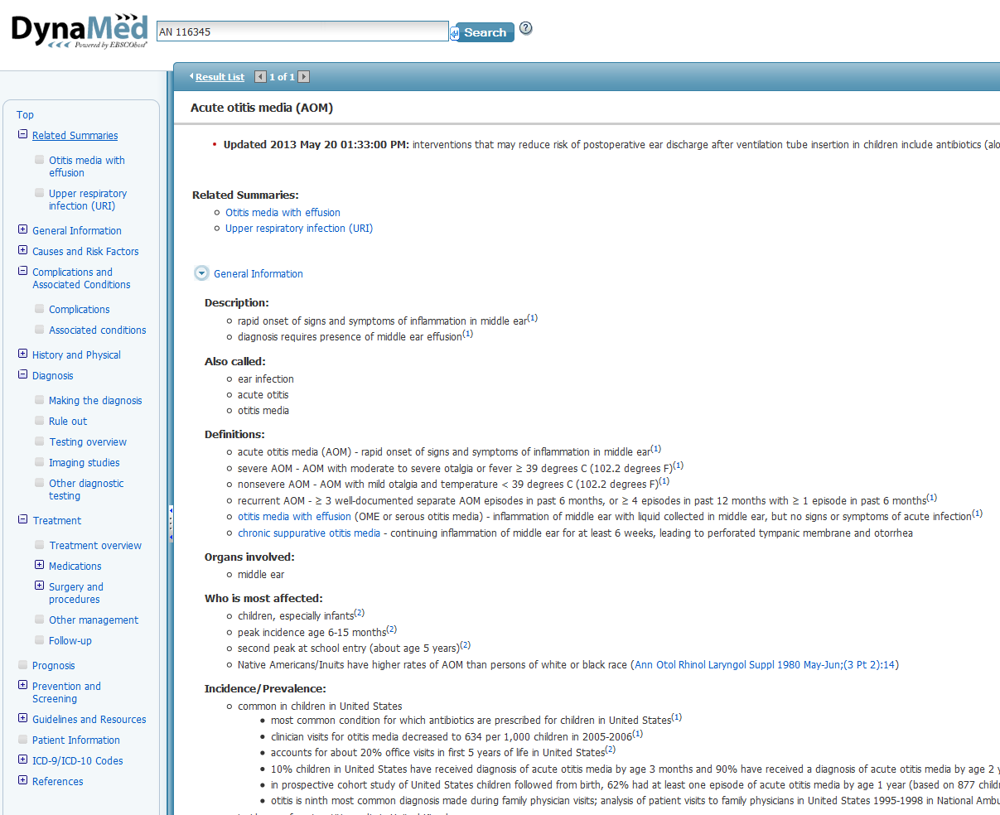 DynaMed
Powered by EBSCOhost
AN 116345
Search
?
Result List
1 of 1
Top
Related Summaries
Otitis media with
effusion
Upper respiratory
infection (URI)
General Information
Causes and Risk Factors
Complications and
Associated Conditions
Complications
Associated conditions
History and Physical
Diagnosis
Making the diagnosis
Rule out
Testing overview
Imaging studies
Other diagnostic
testing
Treatment
Treatment overview
Medications
Surgery and
procedures
Other management
Follow-up
Prognosis
Prevention and
Screening
Guidelines and Resources
Patient Information
ICD-9/ICD-10 Codes
References
Acute otitis media (AOM)
• Updated 2013 May 20 01:33:00 PM: interventions that may reduce risk of postoperative ear discharge after ventilation tube insertion in children include antibiotics
Related Summaries:
Otitis media with effusion
Upper respiratory infection (URI)
General Information
Description:
rapid onset of signs and symptoms of inflammation in middle ear(1)
diagnosis requires presence of middle ear effusion(1)
Also called:
ear infection
acute otitis
otitis media
Definitions:
acute otitis media (AOM) - rapid onset of signs and symptoms of inflammation in middle ear(1)
severe AOM - AOM with moderate to severe otalgia or fever ≥ 39 degrees C (102.2 degrees F)(1)
nonsevere AOM - AOM with mild otalgia and temperature < 39 degrees C (102.2 degrees F)(1)
recurrent AOM - ≥ 3 well-documented separate AOM episodes in past 6 months, or ≥ 4 episodes in past 12 months with ≥ 1 episode in past 6 months(1)
otitis media with effusion (OME or serous otitis media) - inflammation of middle ear with liquid collected in middle ear, but no signs or symptoms of acute infection(1)
chronic suppurative otitis media - continuing inflammation of middle ear for at least 6 weeks, leading to perforated tympanic membrane and otorrhea
Organs involved:
middle ear
Who is most affected:
children, especially infants(2)
peak incidence age 6-15 months(2)
second peak at school entry (about age 5 years)(2)
Native Americans/Inuits have higher rates of AOM than persons of white or black race (Ann Otol Rhinol Laryngol Suppl 1980 May-Jun;(3 Pt 2):14)
Incidence/Prevalence:
common in children in United States
• most common condition for which antibiotics are prescribed for children in United States(1)
• clinician visits for otitis media decreased to 634 per 1,000 children in 2005-2006(1)
• accounts for about 20% office visits in first 5 years of life in United States(2)
• 10% children in United States have received diagnosis of acute otitis media by age 3 months and 90% have received a diagnosis of acute otitis media by age 2
• in prospective cohort study of United States children followed from birth, 62% had at least one episode of acute otitis media by age 1 year (based on 877
• otitis is ninth most common diagnosis made during family physician visits; analysis of patient visits to family physicians in United States 1995-1998 in National